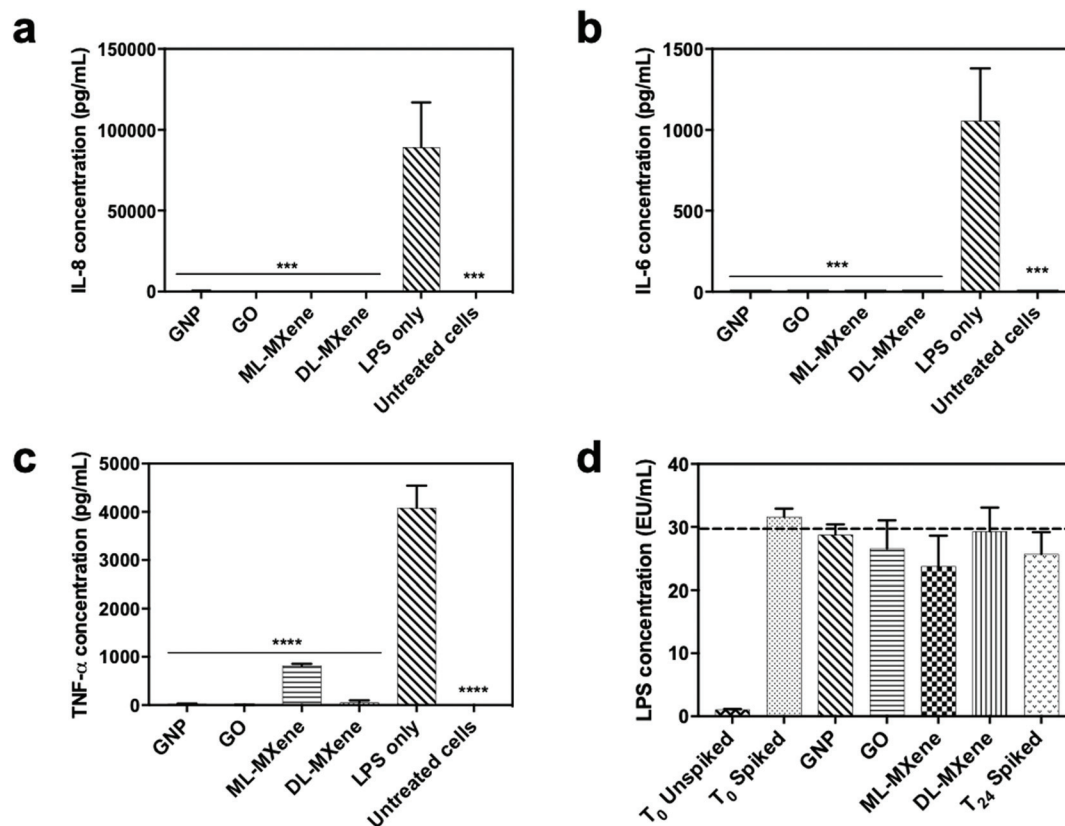 a
IL-8 concentration (pg/mL)
150000
100000
50000
0
***
***
GNP
GO
ML-MXene
DL-MXene
LPS only
Untreated cells
b
IL-6 concentration (pg/mL)
1500
1000
500
0
***
***
GNP
GO
ML-MXene
DL-MXene
LPS only
Untreated cells
c
TNF-α concentration (pg/mL)
5000
4000
3000
2000
1000
0
****
****
GNP
GO
ML-MXene
DL-MXene
LPS only
Untreated cells
d
LPS concentration (EU/mL)
40
30
20
10
0
T₀ Unspiked
T₀ Spiked
GNP
GO
ML-MXene
DL-MXene
T₂₄ Spiked